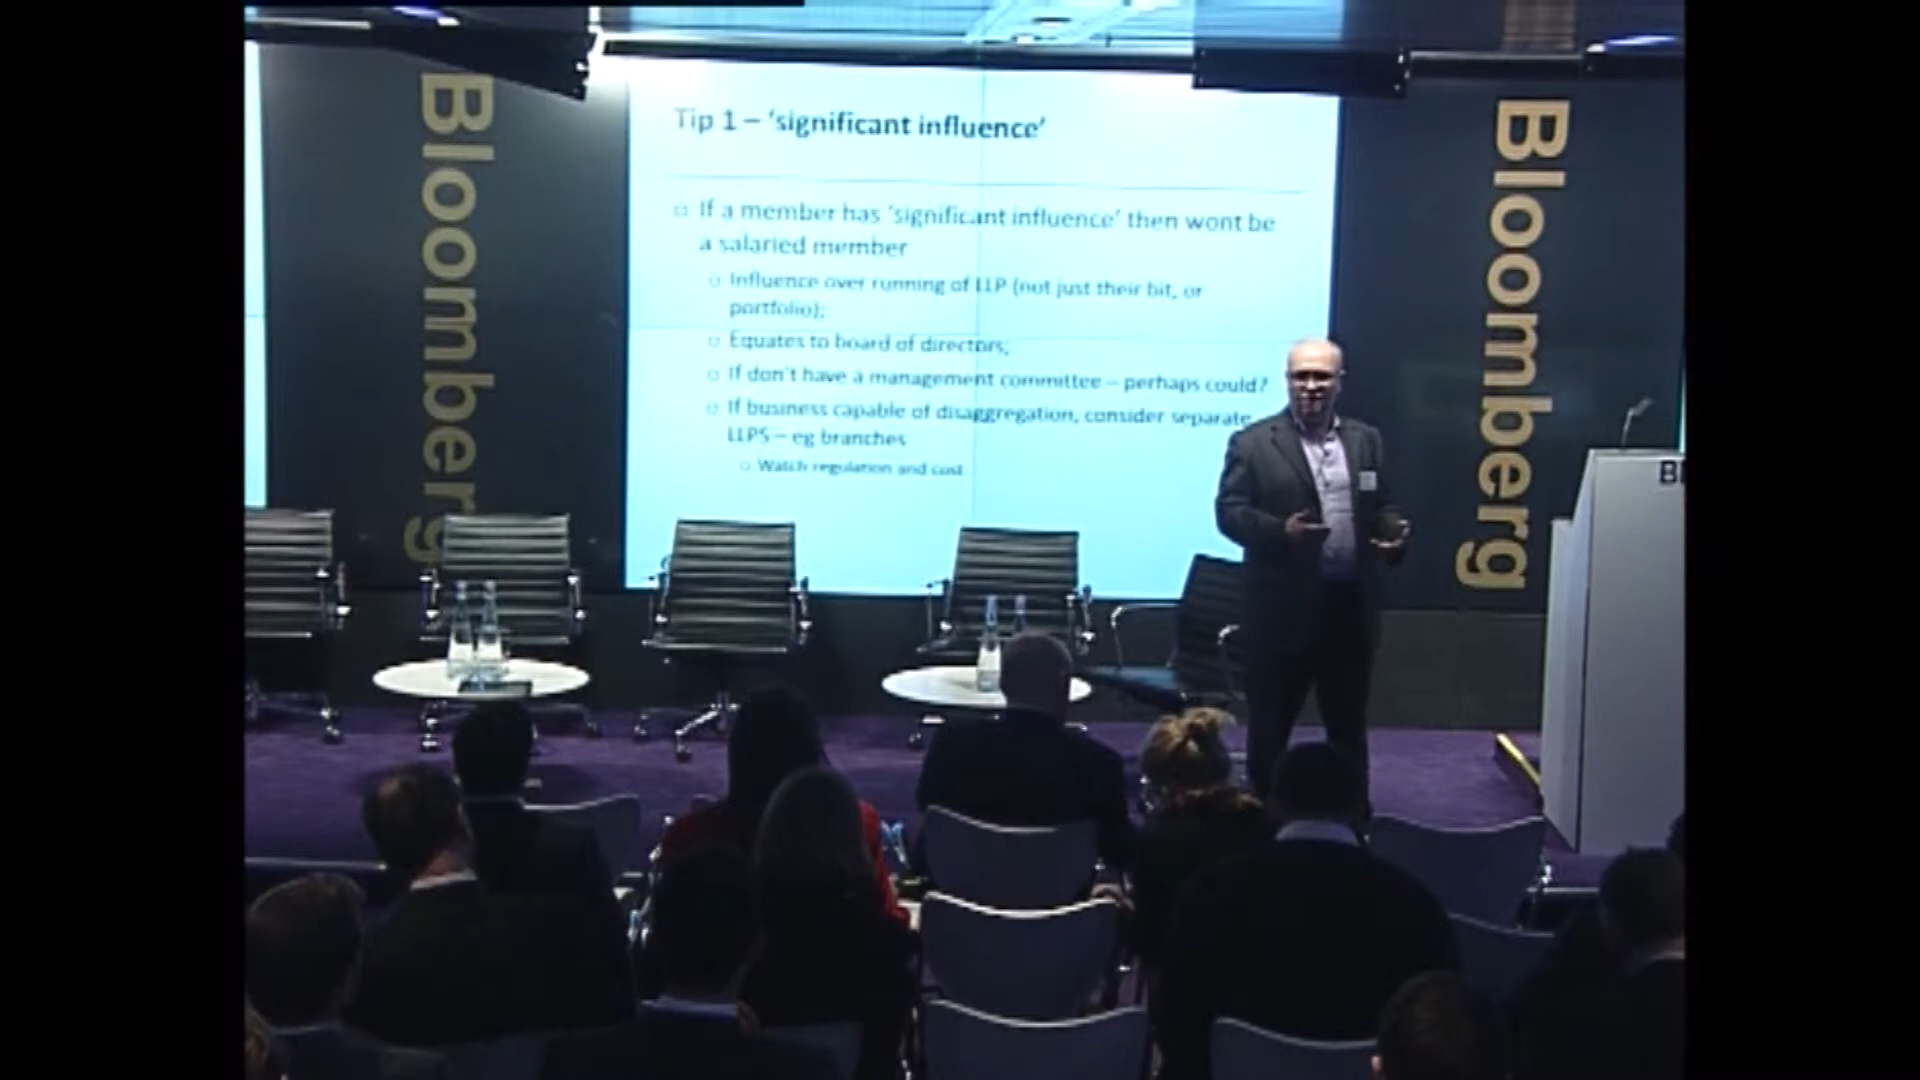 Bloomberg
Tip 1 – ‘significant influence’
If a member has ‘significant influence’ then wont be
a salaried member
Influence over running of LLP (not just their bit, or
portfolio);
Equates to board of directors;
If don’t have a management committee – perhaps could?
If business capable of disaggregation, consider separate
LLPS – eg branches
Watch regulation and cost
Bloomberg
Bl